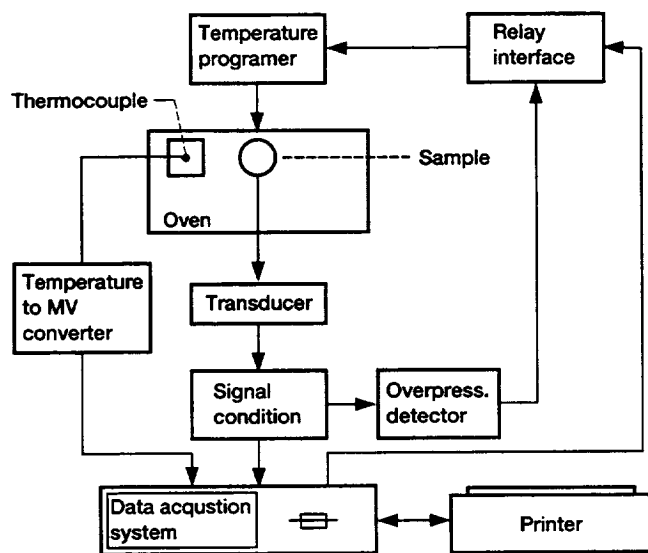 Temperature
programer
Relay
interface
Thermocouple
Sample
Oven
Temperature
to MV
converter
Transducer
Signal
condition
Overpress.
detector
Data acqustion
system
Printer